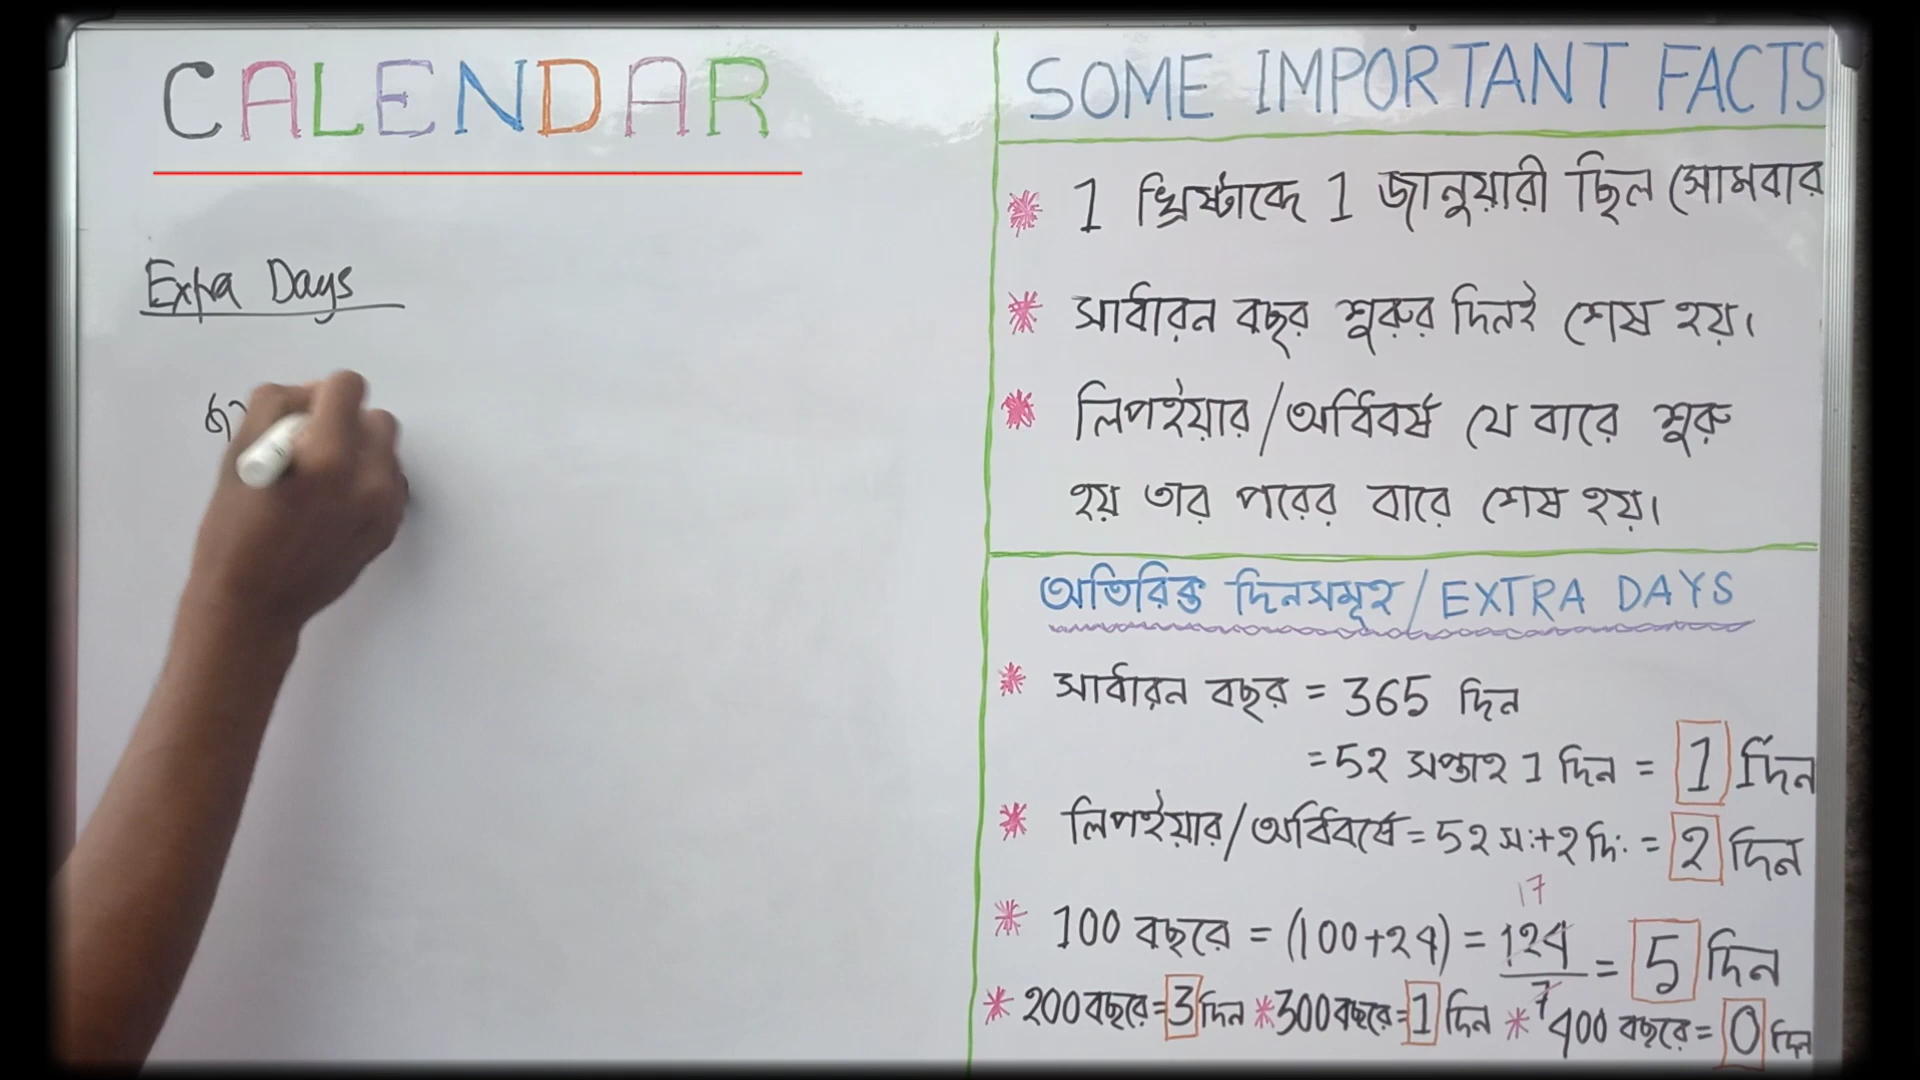 CALENDAR
Extra Days
SOME IMPORTANT FACTS
* 1 খ্রিষ্টাব্দে 1 জানুয়ারী ছিল সোমবার
* সাধারন বছর শুরুর দিনই শেষ হয়।
* লিপইয়ার/অধিবর্ষ যে বারে শুরু
হয় তার পরের বারে শেষ হয়।
অতিরিক্ত দিনসমূহ/EXTRA DAYS
* সাধারন বছর = 365 দিন
= 52 সপ্তাহ 1 দিন = 1 দিন
* লিপইয়ার/অধিবর্ষে = 52 স:+2 দি: = 2 দিন
17
* 100 বছরে = (100+24) = 124/7 = 5 দিন
* 200 বছরে = 3 দিন * 300 বছরে = 1 দিন * 400 বছরে = 0 দিন